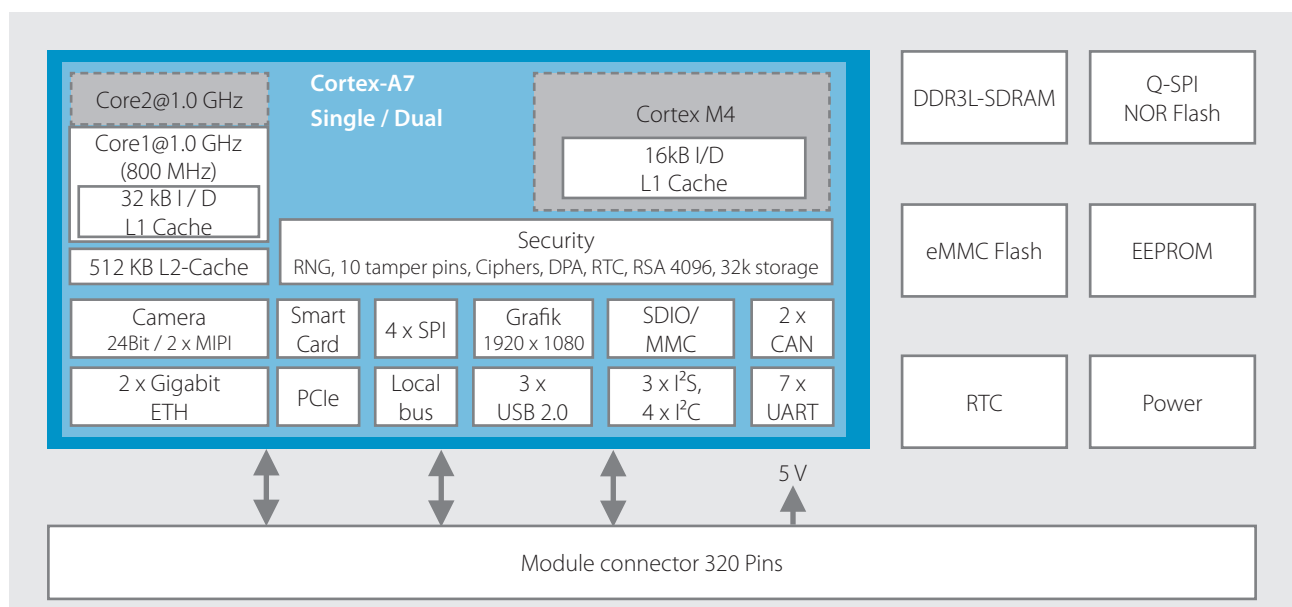 Core2@1.0 GHz
Core1@1.0 GHz
(800 MHz)
32 kB I / D
L1 Cache
512 KB L2-Cache
Cortex-A7
Single / Dual
Cortex M4
16kB I/D
L1 Cache
Security
RNG, 10 tamper pins, Ciphers, DPA, RTC, RSA 4096, 32k storage
Camera
24Bit / 2 x MIPI
Smart
Card
4 x SPI
Grafik
1920 x 1080
SDIO/
MMC
2 x
CAN
2 x Gigabit
ETH
PCIe
Local
bus
3 x
USB 2.0
3 x I²S,
4 x I²C
7 x
UART
DDR3L-SDRAM
Q-SPI
NOR Flash
eMMC Flash
EEPROM
RTC
Power
5 V
Module connector 320 Pins